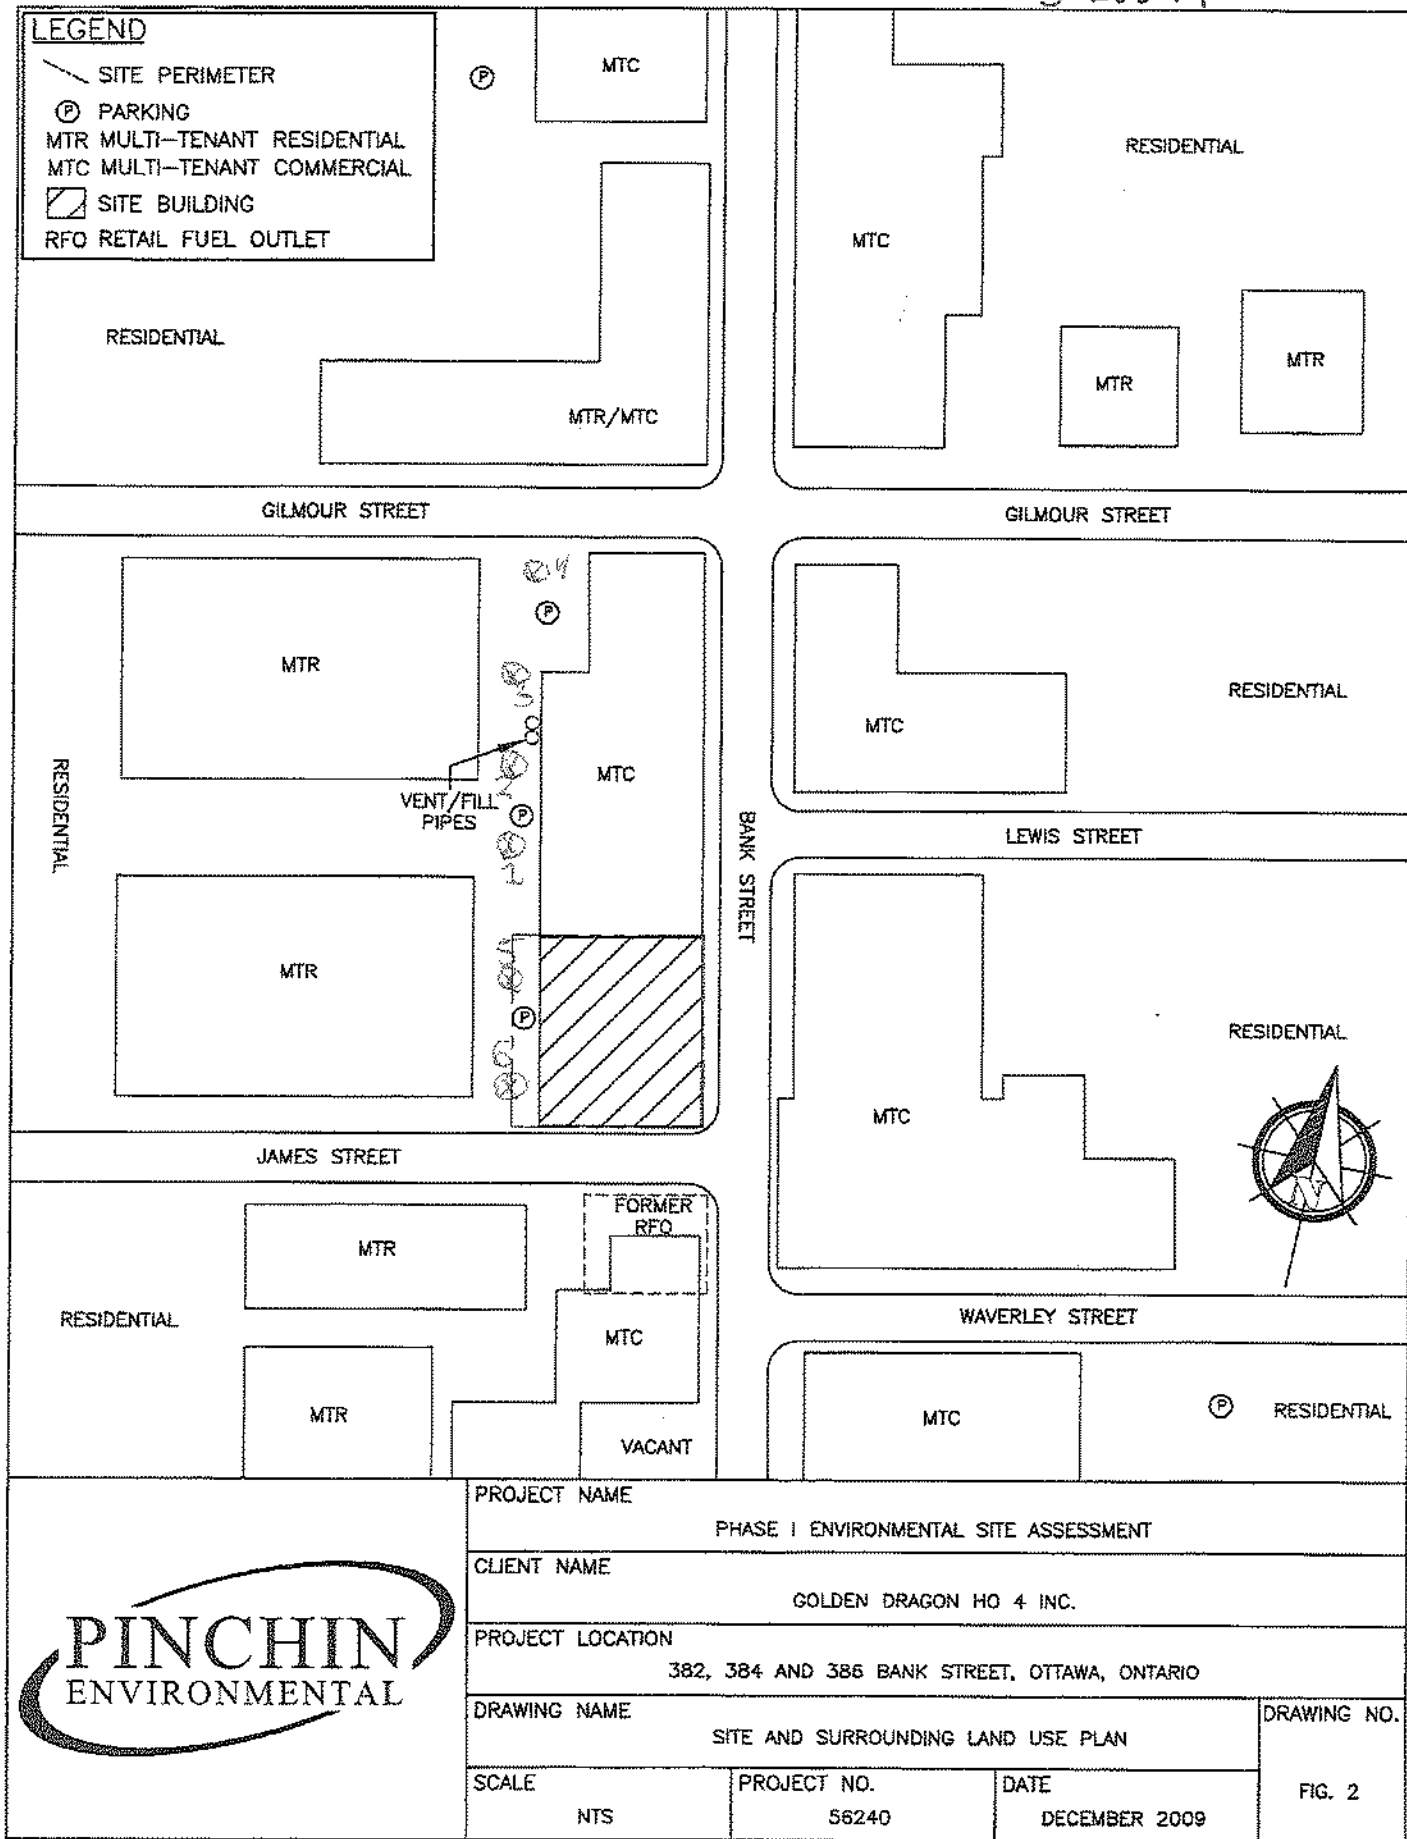 LEGEND
SITE PERIMETER
P PARKING
MTR MULTI-TENANT RESIDENTIAL
MTC MULTI-TENANT COMMERCIAL
SITE BUILDING
RFO RETAIL FUEL OUTLET
P
MTC
RESIDENTIAL
MTC
RESIDENTIAL
MTR
MTR
MTR/MTC
GILMOUR STREET
GILMOUR STREET
P
MTR
MTC
RESIDENTIAL
MTC
RESIDENTIAL
VENT/FILL
PIPES
P
MTC
BANK STREET
LEWIS STREET
MTR
P
RESIDENTIAL
MTC
N
JAMES STREET
FORMER
RFO
MTR
RESIDENTIAL
MTC
WAVERLEY STREET
MTR
VACANT
MTC
P
RESIDENTIAL
PINCHIN
ENVIRONMENTAL
PROJECT NAME
PHASE I ENVIRONMENTAL SITE ASSESSMENT
CLIENT NAME
GOLDEN DRAGON HO 4 INC.
PROJECT LOCATION
382, 384 AND 386 BANK STREET, OTTAWA, ONTARIO
DRAWING NAME
SITE AND SURROUNDING LAND USE PLAN
DRAWING NO.
FIG. 2
SCALE
NTS
PROJECT NO.
56240
DATE
DECEMBER 2009